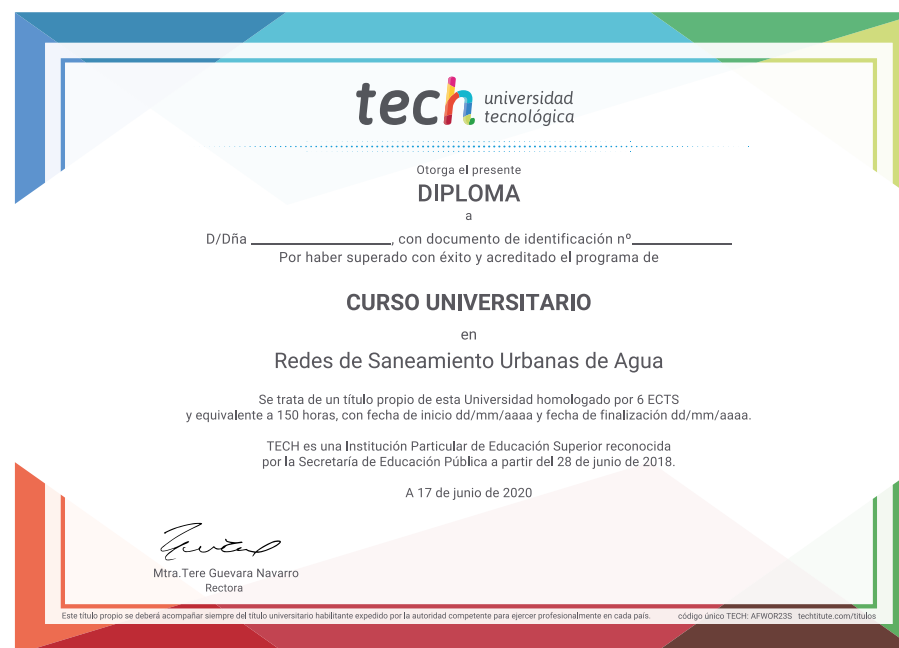 tech universidad
tecnológica
Otorga el presente
DIPLOMA
a
D/Dña ________________, con documento de identificación nº____________
Por haber superado con éxito y acreditado el programa de
CURSO UNIVERSITARIO
en
Redes de Saneamiento Urbanas de Agua
Se trata de un título propio de esta Universidad homologado por 6 ECTS
y equivalente a 150 horas, con fecha de inicio dd/mm/aaaa y fecha de finalización dd/mm/aaaa.
TECH es una Institución Particular de Educación Superior reconocida
por la Secretaría de Educación Pública a partir del 28 de junio de 2018.
A 17 de junio de 2020
Mtra.Tere Guevara Navarro
Rectora
Este título propio se deberá acompañar siempre del título universitario habilitante expedido por la autoridad competente para ejercer profesionalmente en cada país. código único TECH: AFWOR23S techtitute.com/titulos